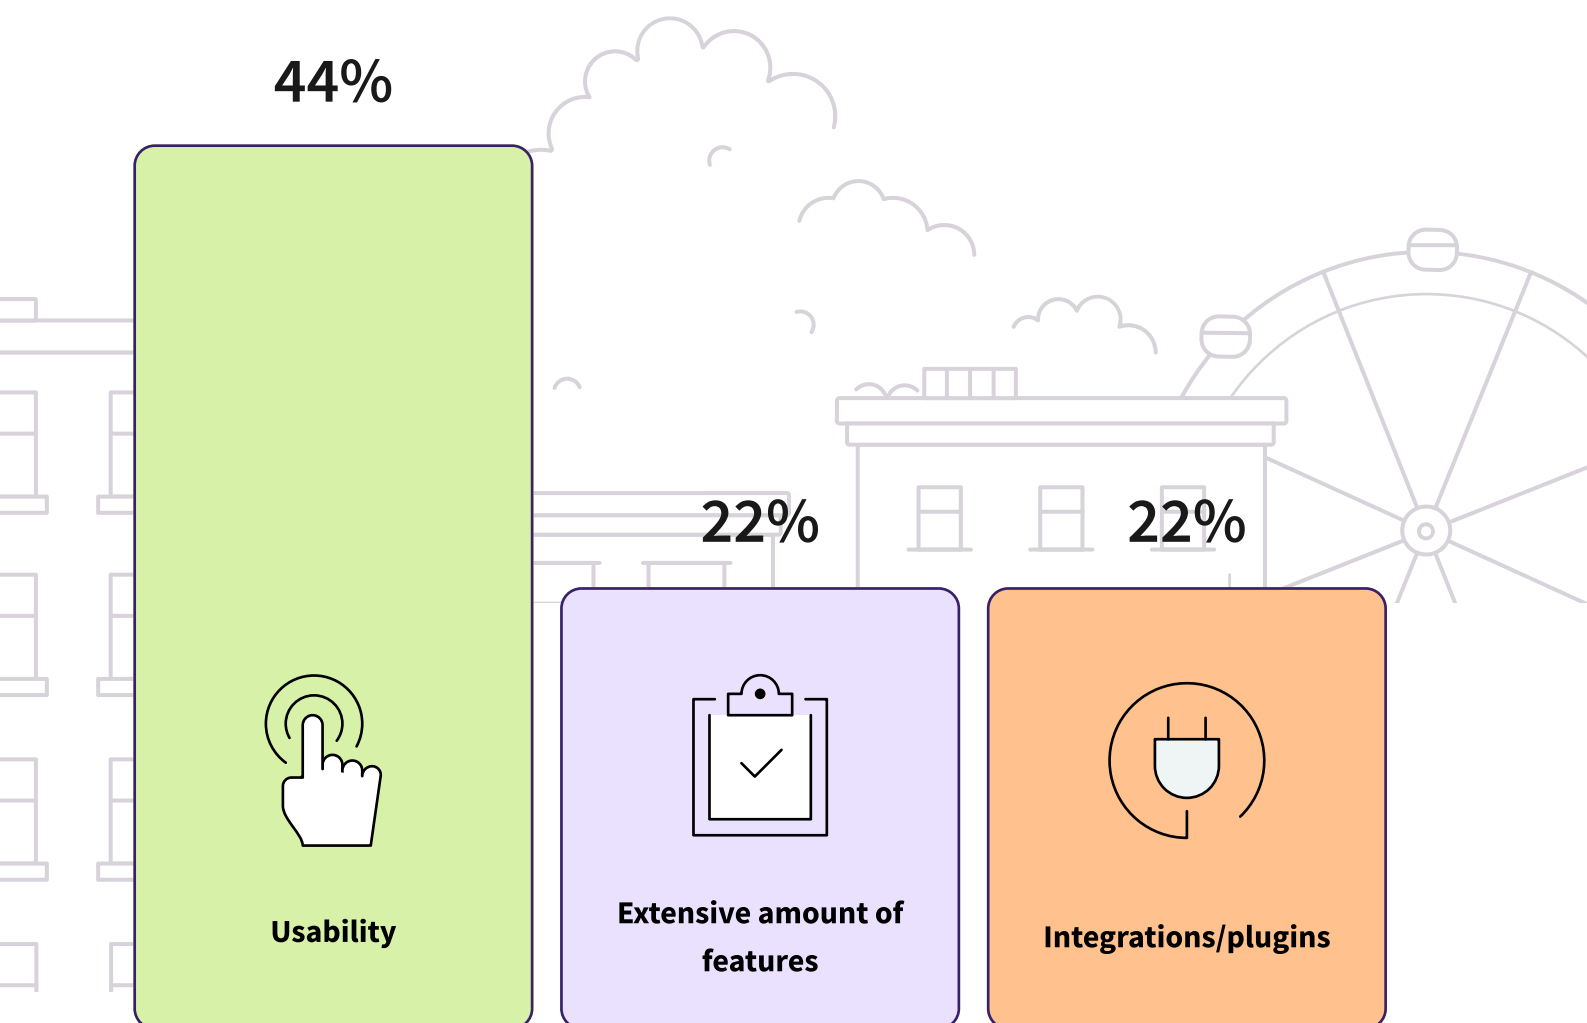 44%
22%
22%
Usability
Extensive amount of
features
Integrations/plugins